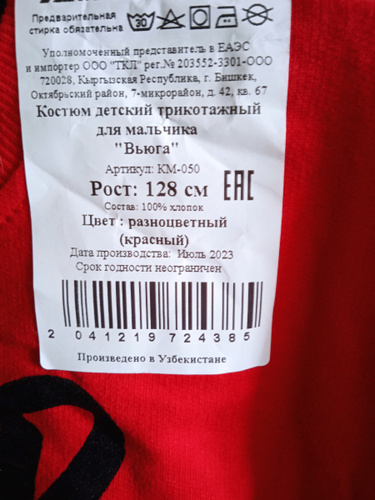 Предварительная
стирка обязательна
30
Уполномоченный представитель в ЕАЭС
и импортер ООО "ТКЛ" рег.№ 203552-3301-ООО
720028, Кыргызская Республика, г. Бишкек,
Октябрьский район, 7-микрорайон, д. 42, кв. 67
Костюм детский трикотажный
для мальчика
"Вьюга"
Артикул: КМ-050
Рост: 128 см
ЕАС
Состав: 100% хлопок
Цвет : разноцветный
(красный)
Дата производства: Июль 2023
Срок годности неограничен
2 041219 724385
Произведено в Узбекистане